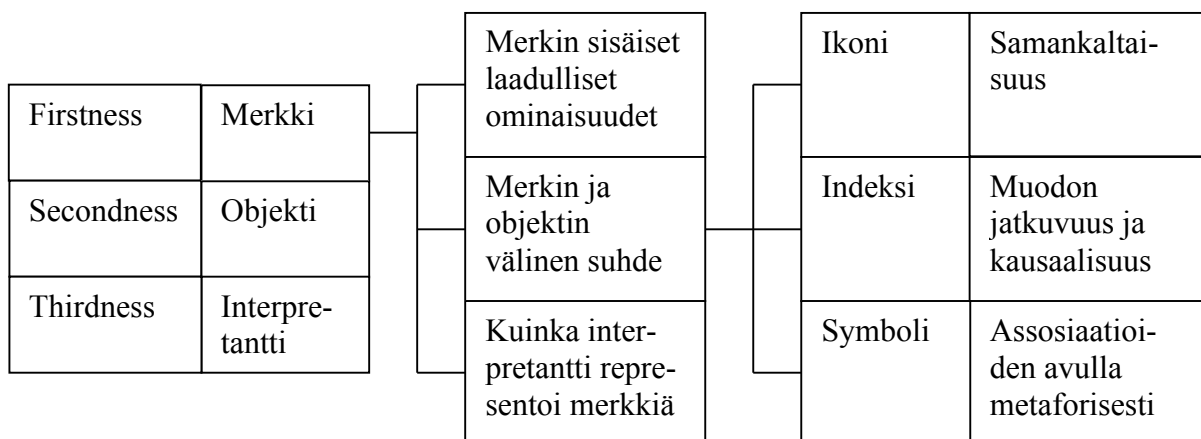 Firstness
Merkki
Secondness
Objekti
Thirdness
Interpre-
tantti
Merkin sisäiset
laadulliset
ominaisuudet
Merkin ja
objektin
välinen suhde
Kuinka inter-
pretantti repre-
sentoi merkkiä
Ikoni
Samankaltai-
suus
Indeksi
Muodon
jatkuvuus ja
kausaalisuus
Symboli
Assosiaatioi-
den avulla
metaforisesti